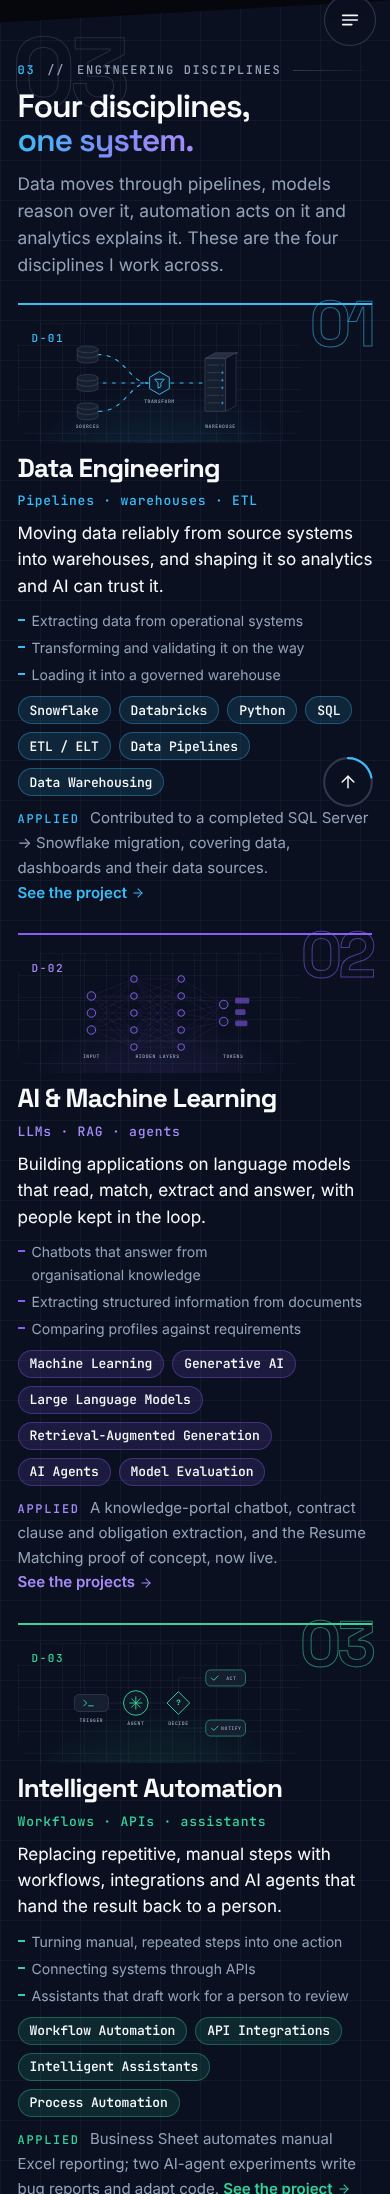 03 // ENGINEERING DISCIPLINES
03
Four disciplines,
one system.
Data moves through pipelines, models
reason over it, automation acts on it and
analytics explains it. These are the four
disciplines I work across.
01
D-01
TRANSFORM
SOURCES
WAREHOUSE
Data Engineering
Pipelines · warehouses · ETL
Moving data reliably from source systems
into warehouses, and shaping it so analytics
and AI can trust it.
Extracting data from operational systems
Transforming and validating it on the way
Loading it into a governed warehouse
Snowflake Databricks Python SQL
ETL / ELT Data Pipelines
Data Warehousing
APPLIED Contributed to a completed SQL Server
→ Snowflake migration, covering data,
dashboards and their data sources.
See the project →
02
D-02
INPUT HIDDEN LAYERS TOKENS
AI & Machine Learning
LLMs · RAG · agents
Building applications on language models
that read, match, extract and answer, with
people kept in the loop.
Chatbots that answer from
organisational knowledge
Extracting structured information from documents
Comparing profiles against requirements
Machine Learning Generative AI
Large Language Models
Retrieval-Augmented Generation
AI Agents Model Evaluation
APPLIED A knowledge-portal chatbot, contract
clause and obligation extraction, and the Resume
Matching proof of concept, now live.
See the projects →
03
D-03
ACT
>_
?
TRIGGER AGENT DECIDE
NOTIFY
Intelligent Automation
Workflows · APIs · assistants
Replacing repetitive, manual steps with
workflows, integrations and AI agents that
hand the result back to a person.
Turning manual, repeated steps into one action
Connecting systems through APIs
Assistants that draft work for a person to review
Workflow Automation API Integrations
Intelligent Assistants
Process Automation
APPLIED Business Sheet automates manual
Excel reporting; two AI-agent experiments write
bug reports and adapt code. See the project →